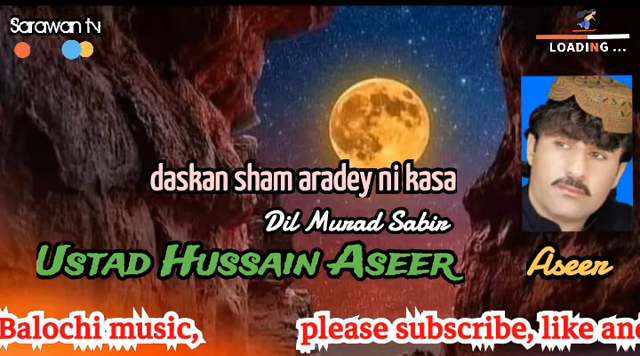 Sarawan tv
LOADING ...
daskan sham aradey ni kasa
Dil Murad Sabir
Ustad Hussain Aseer
Aseer
Balochi music, please subscribe, like and